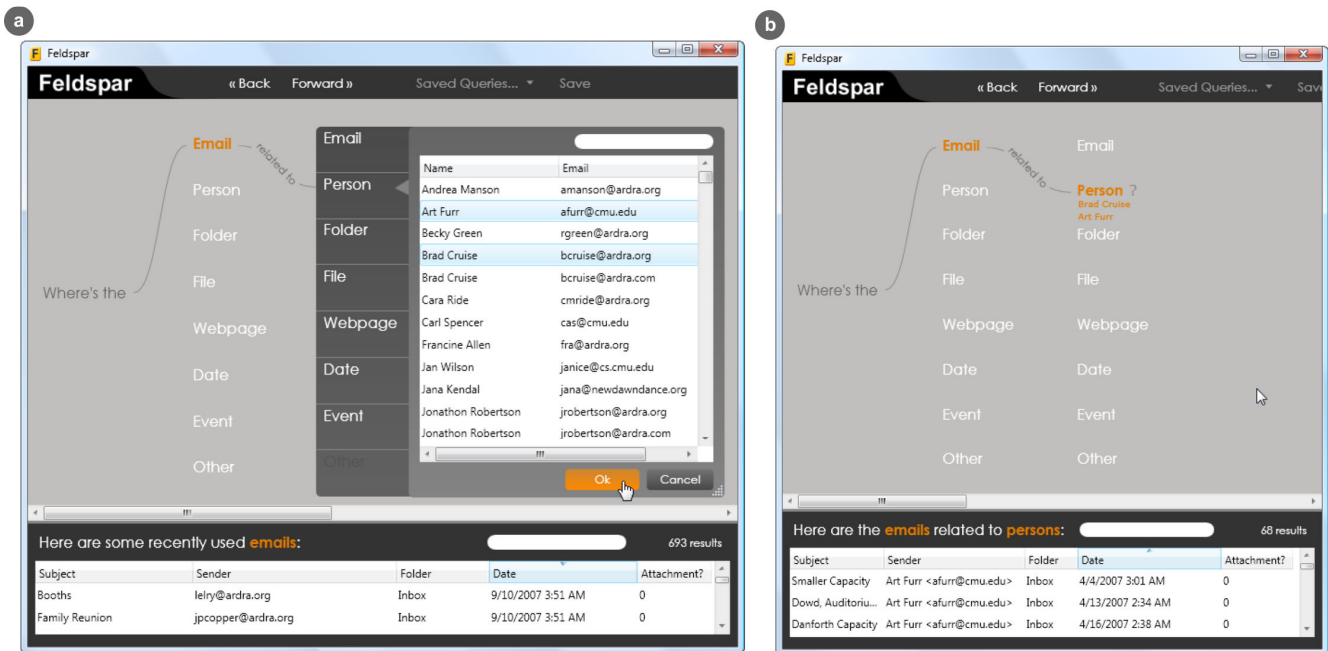 a
Feldspar
Feldspar « Back Forward » Saved Queries... Save
Email related to Email
Person Person
Folder Folder
File File
Where's the
Webpage Webpage
Date Date
Event Event
Other Other
Name Email
Andrea Manson amanson@ardra.org
Art Furr afurr@cmu.edu
Becky Green rgreen@ardra.org
Brad Cruise bcruise@ardra.org
Brad Cruise bcruise@ardra.com
Cara Ride cmride@ardra.org
Carl Spencer cas@cmu.edu
Francine Allen fra@ardra.org
Jan Wilson janice@cs.cmu.edu
Jana Kendal jana@newdawndance.org
Jonathon Robertson jrobertson@ardra.org
Jonathon Robertson jrobertson@ardra.com
Ok Cancel
Here are some recently used emails: 693 results
Subject Sender Folder Date Attachment?
Booths lelry@ardra.org Inbox 9/10/2007 3:51 AM 0
Family Reunion jpcopper@ardra.org Inbox 9/10/2007 3:51 AM 0
b
Feldspar
Feldspar « Back Forward » Saved Queries... Sav
Email related to Email
Person Person ?
Brad Cruise
Art Furr
Folder Folder
File File
Where's the
Webpage Webpage
Date Date
Event Event
Other Other
Here are the emails related to persons: 68 results
Subject Sender Folder Date Attachment?
Smaller Capacity Art Furr <afurr@cmu.edu> Inbox 4/4/2007 3:01 AM 0
Dowd, Auditoriu... Art Furr <afurr@cmu.edu> Inbox 4/13/2007 2:34 AM 0
Danforth Capacity Art Furr <afurr@cmu.edu> Inbox 4/16/2007 2:38 AM 0